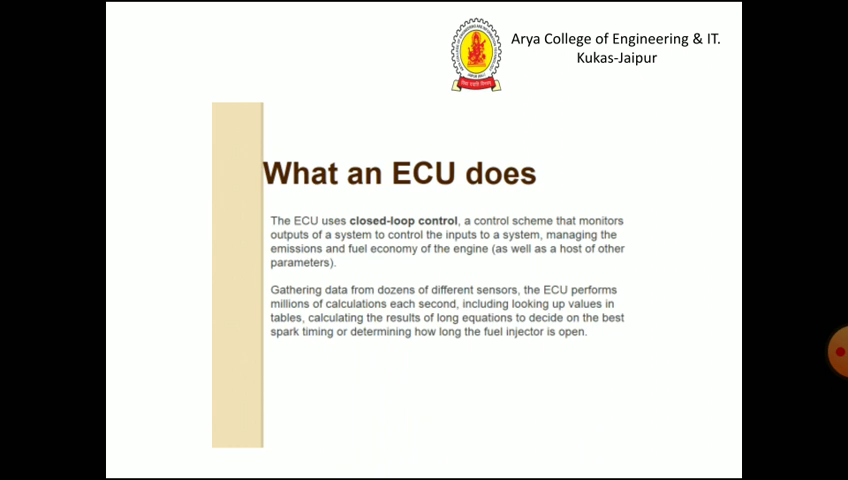 Arya College of Engineering & IT.
Kukas-Jaipur
What an ECU does
The ECU uses closed-loop control, a control scheme that monitors
outputs of a system to control the inputs to a system, managing the
emissions and fuel economy of the engine (as well as a host of other
parameters).
Gathering data from dozens of different sensors, the ECU performs
millions of calculations each second, including looking up values in
tables, calculating the results of long equations to decide on the best
spark timing or determining how long the fuel injector is open.